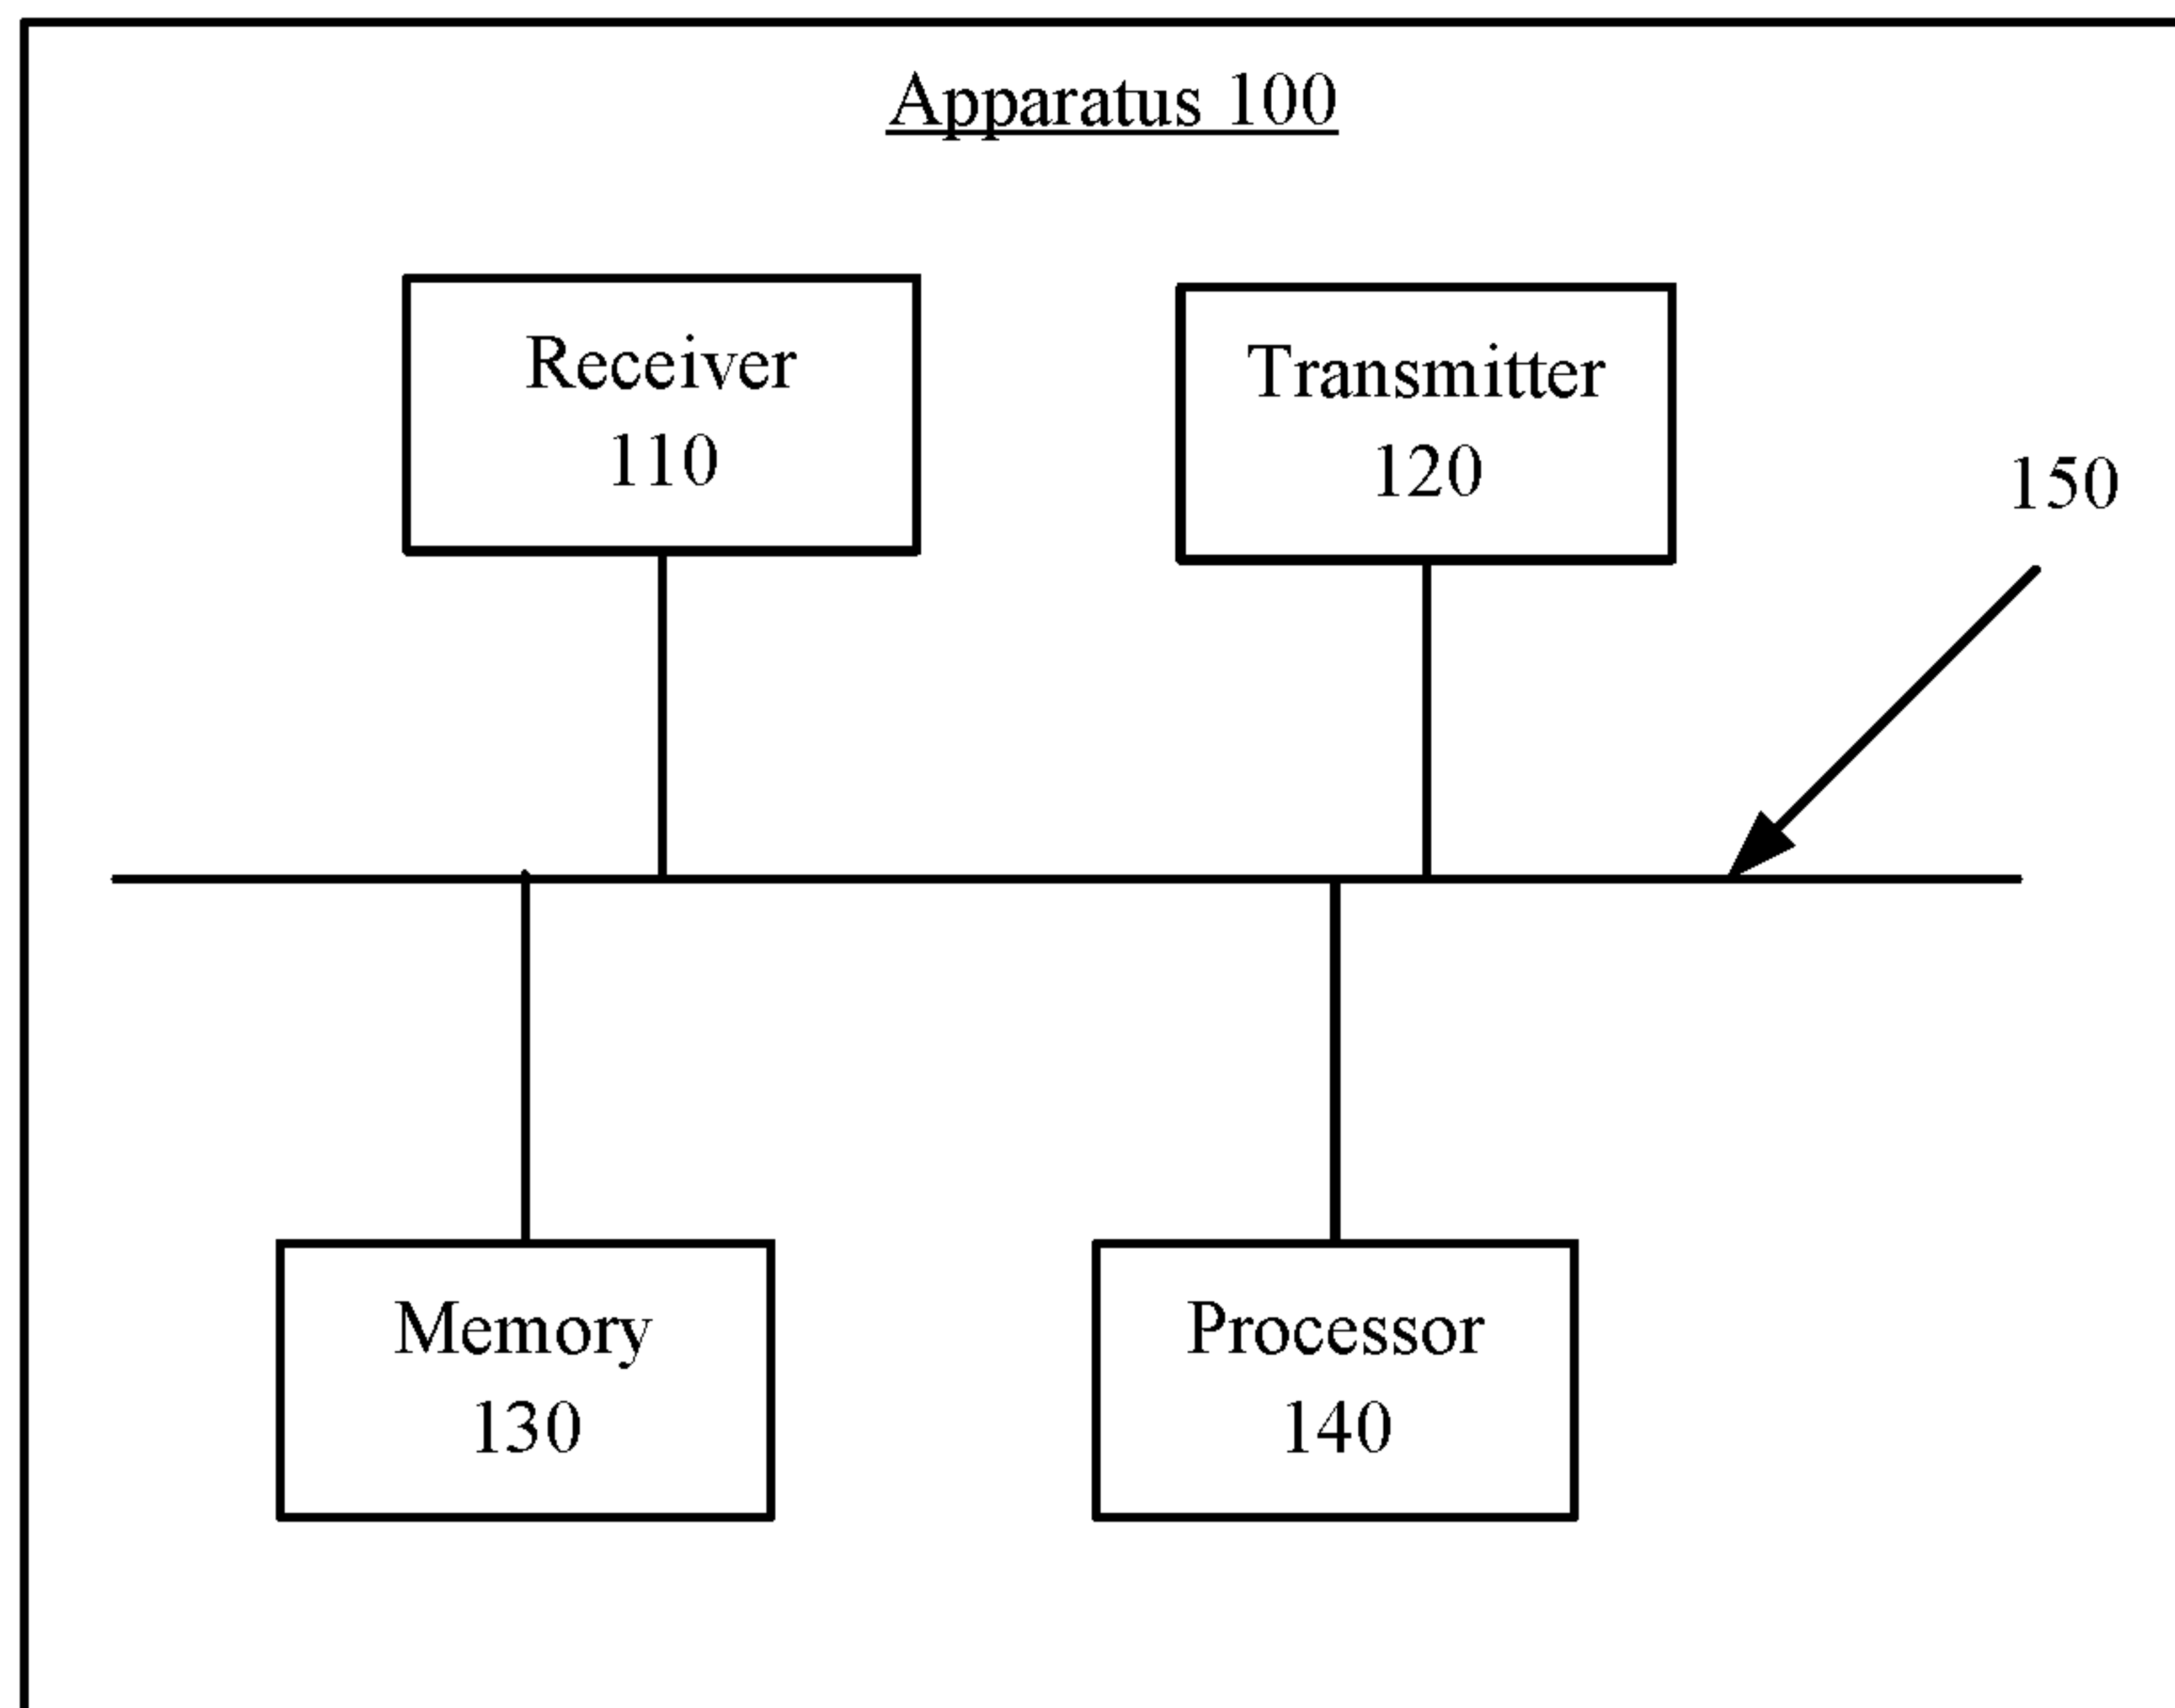 Apparatus 100
Receiver
110
Transmitter
120
150
Memory
130
Processor
140